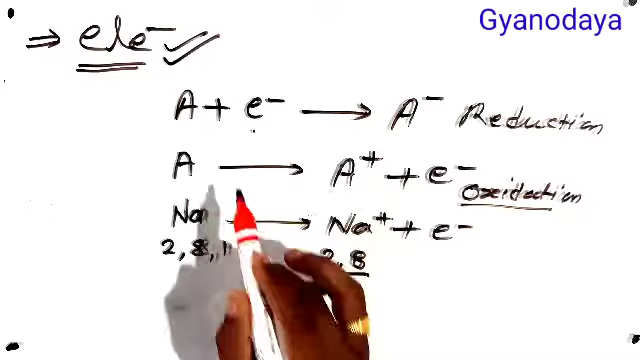 Gyanodaya
⇒ ele⁻
A + e⁻ → A⁻ Reduction
A → A⁺ + e⁻
Oxidation
Na → Na⁺ + e⁻
2, 8, 1 2, 8